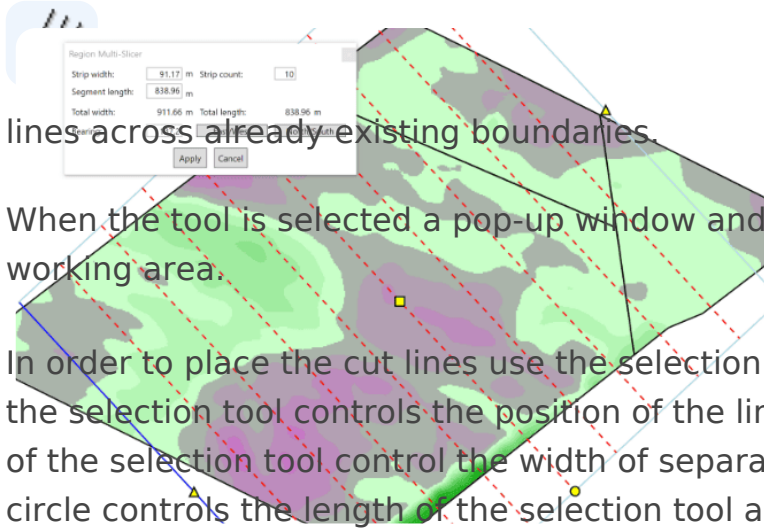 Region Multi-Slicer
Strip width: 91.17 m Strip count: 10
Segment length: 838.96 m
Total width: 911.66 m Total length: 838.96 m
Apply Cancel
lines across already existing boundaries.
When the tool is selected a pop-up window and
working area.
In order to place the cut lines use the selection
the selection tool controls the position of the
of the selection tool control the width of
circle controls the length of the selection tool a